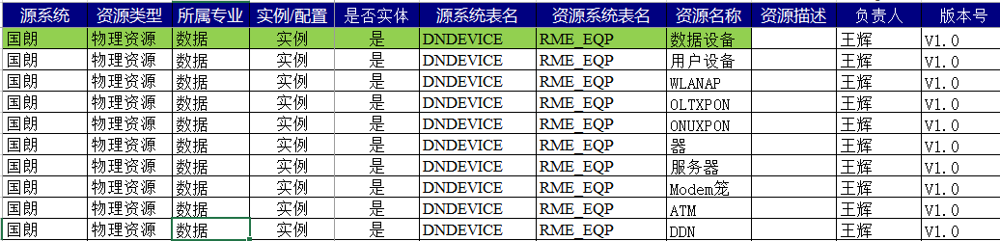 源系统 资源类型 所属专业 实例/配置 是否实体 源系统表名 资源系统表名 资源名称 资源描述 负责人 版本号
国朗 物理资源 数据 实例 是 DNDEVICE RME_EQP 数据设备 王辉 V1.0
国朗 物理资源 数据 实例 是 DNDEVICE RME_EQP 用户设备 王辉 V1.0
国朗 物理资源 数据 实例 是 DNDEVICE RME_EQP WLANAP 王辉 V1.0
国朗 物理资源 数据 实例 是 DNDEVICE RME_EQP OLTXPON 王辉 V1.0
国朗 物理资源 数据 实例 是 DNDEVICE RME_EQP ONUXPON 王辉 V1.0
国朗 物理资源 数据 实例 是 DNDEVICE RME_EQP 器 王辉 V1.0
国朗 物理资源 数据 实例 是 DNDEVICE RME_EQP 服务器 王辉 V1.0
国朗 物理资源 数据 实例 是 DNDEVICE RME_EQP Modem笼 王辉 V1.0
国朗 物理资源 数据 实例 是 DNDEVICE RME_EQP ATM 王辉 V1.0
国朗 物理资源 数据 实例 是 DNDEVICE RME_EQP DDN 王辉 V1.0